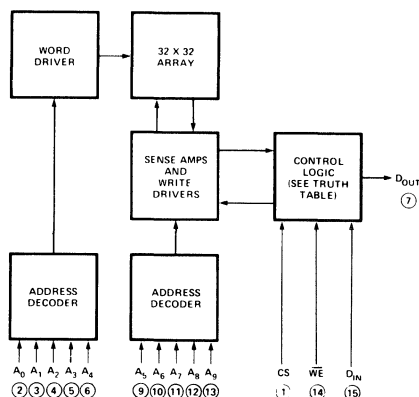 WORD
DRIVER
32 X 32
ARRAY
SENSE AMPS
AND
WRITE
DRIVERS
CONTROL
LOGIC
(SEE TRUTH
TABLE)
DOUT
7
ADDRESS
DECODER
ADDRESS
DECODER
A0 A1 A2 A3 A4
2 3 4 5 6
A5 A6 A7 A8 A9
9 10 11 12 13
CS W̅E̅ DIN
1 14 15